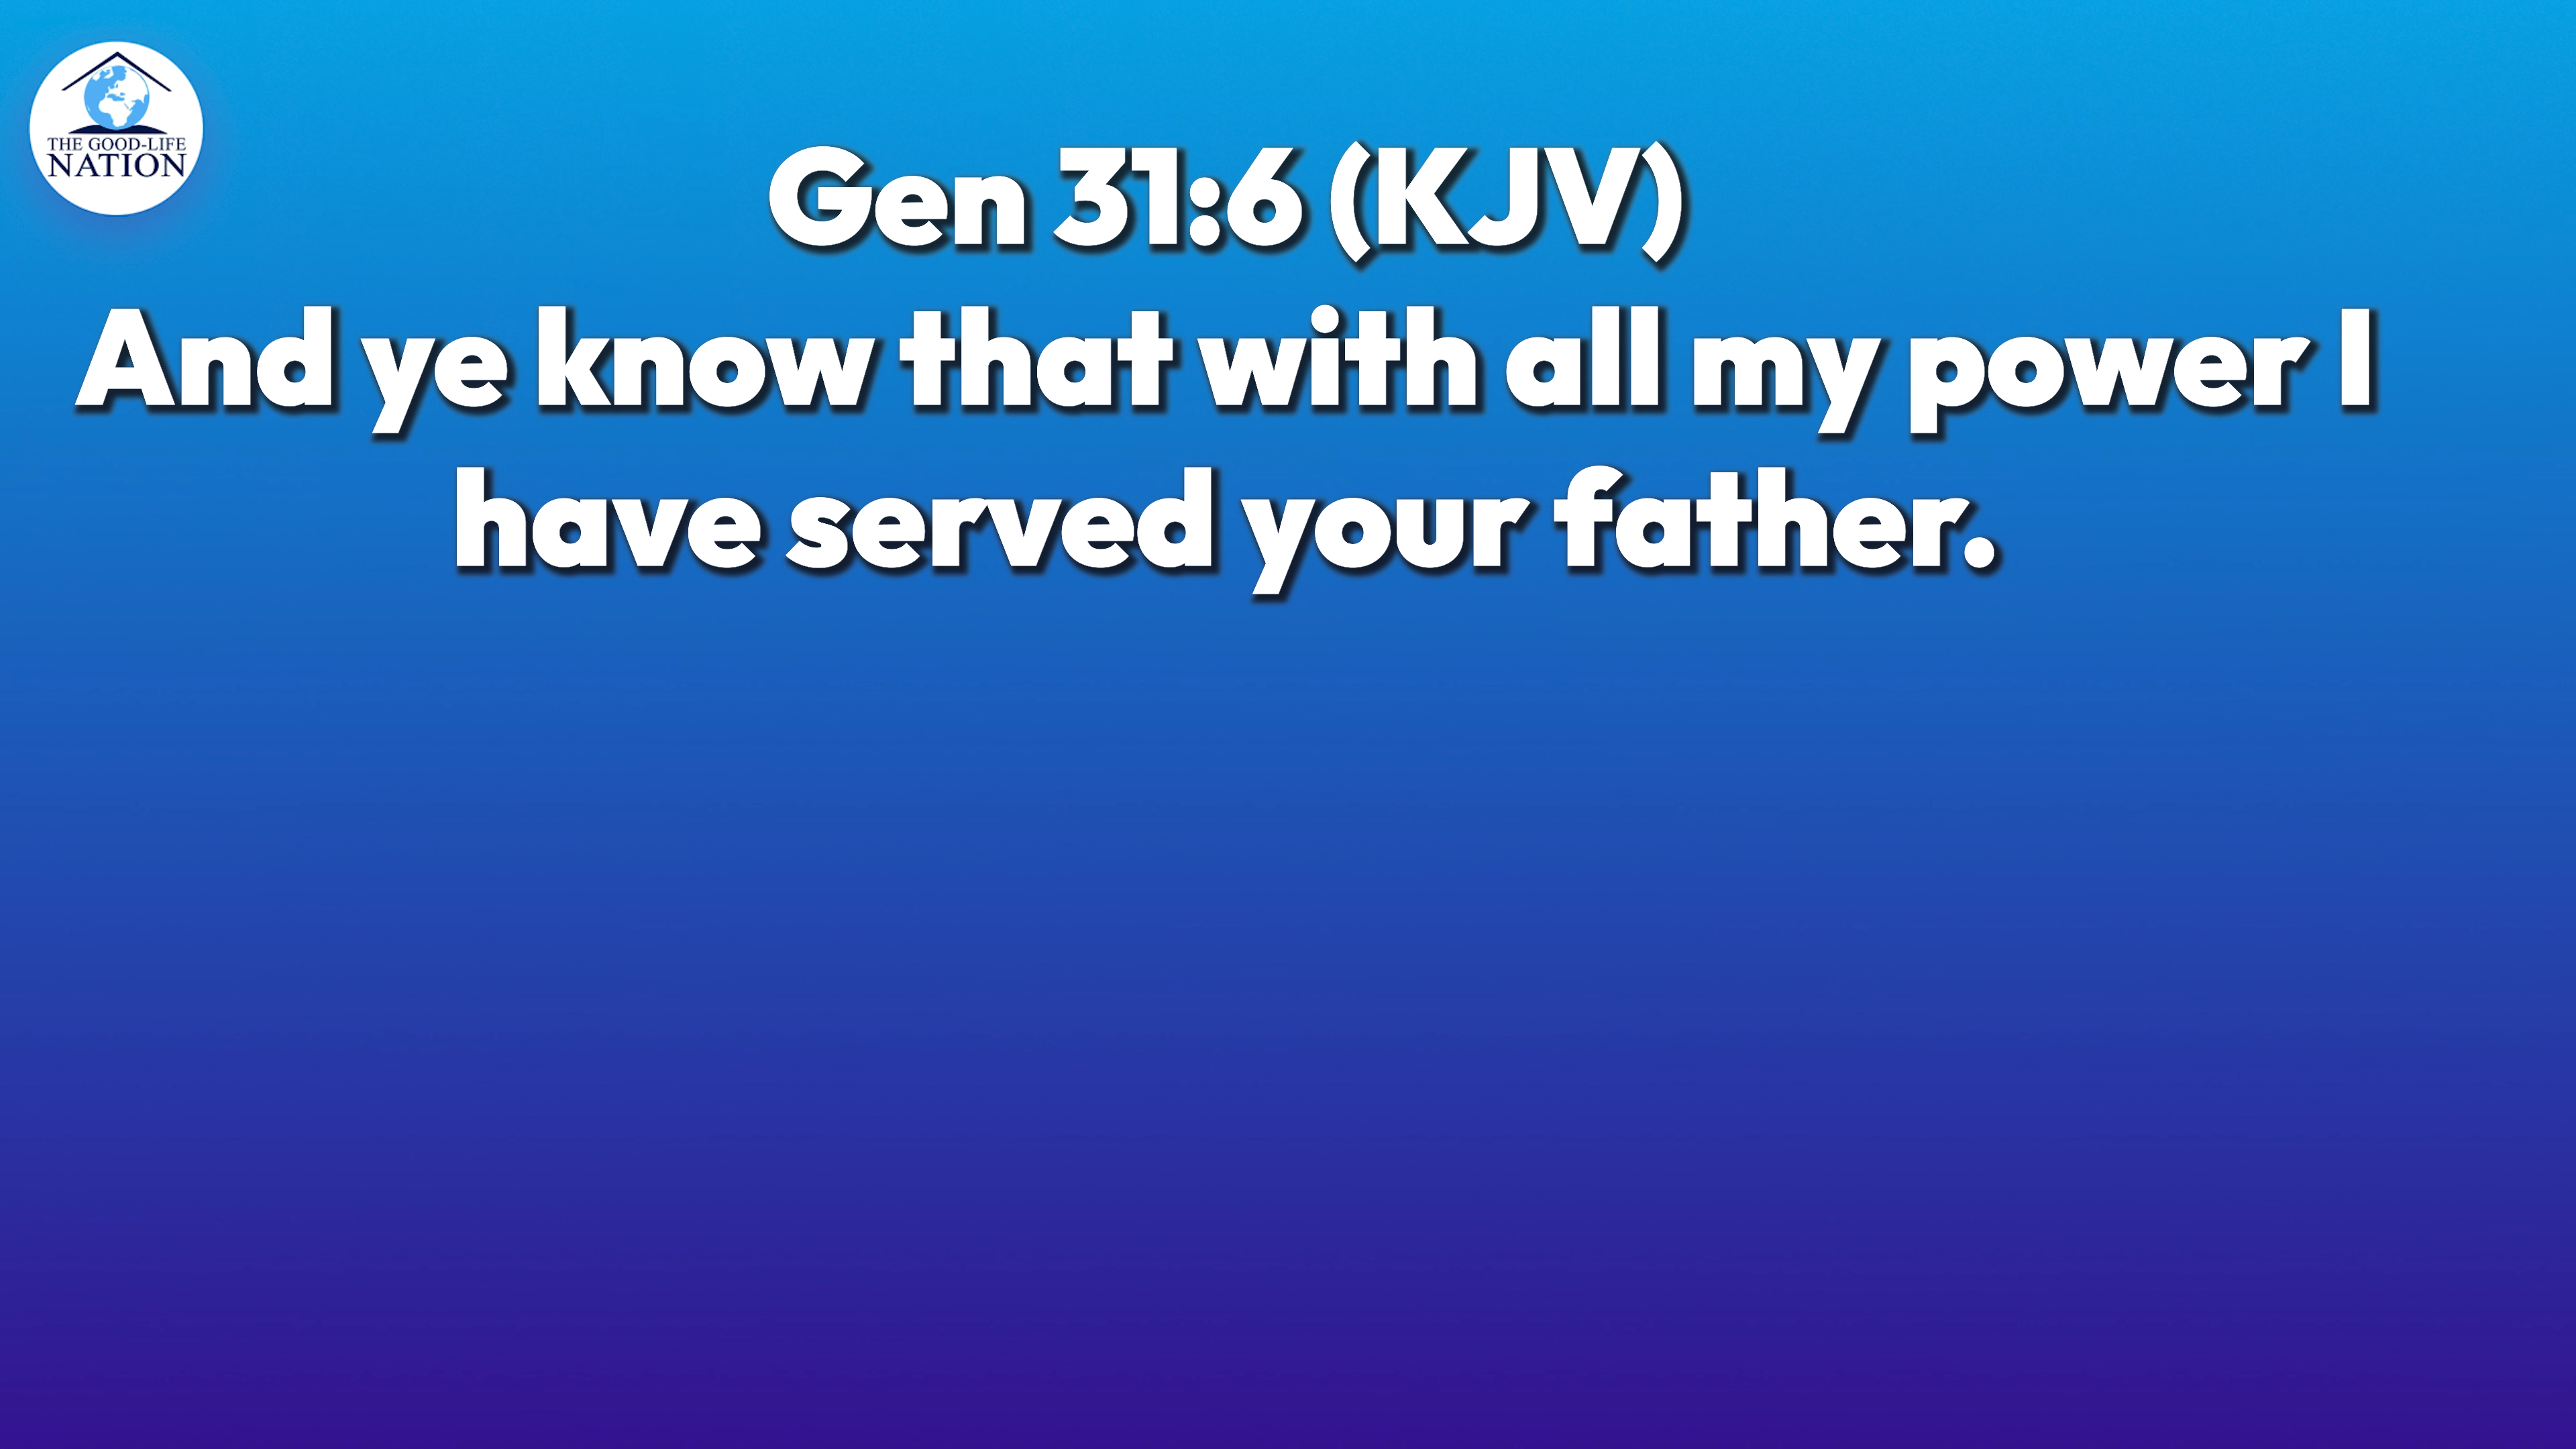 THE GOOD-LIFE
NATION
Gen 31:6 (KJV)
And ye know that with all my power I
have served your father.